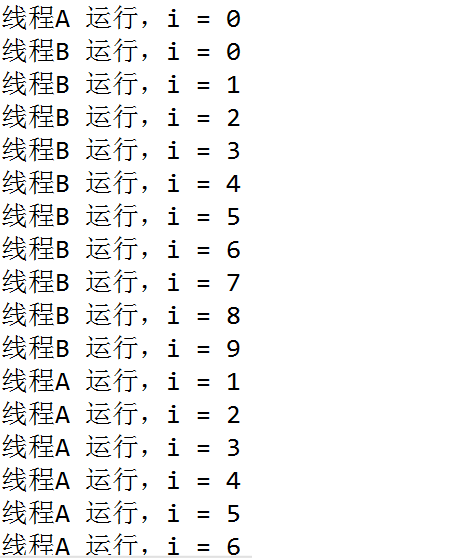 线程A 运行，i = 0
线程B 运行，i = 0
线程B 运行，i = 1
线程B 运行，i = 2
线程B 运行，i = 3
线程B 运行，i = 4
线程B 运行，i = 5
线程B 运行，i = 6
线程B 运行，i = 7
线程B 运行，i = 8
线程B 运行，i = 9
线程A 运行，i = 1
线程A 运行，i = 2
线程A 运行，i = 3
线程A 运行，i = 4
线程A 运行，i = 5
线程A 运行，i = 6